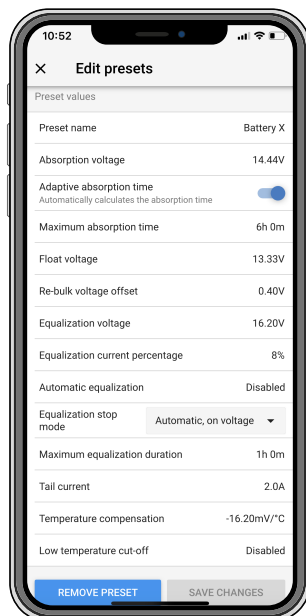 10:52
Edit presets
Preset values
Preset name Battery X
Absorption voltage 14.44V
Adaptive absorption time
Automatically calculates the absorption time
Maximum absorption time 6h 0m
Float voltage 13.33V
Re-bulk voltage offset 0.40V
Equalization voltage 16.20V
Equalization current percentage 8%
Automatic equalization Disabled
Equalization stop
mode Automatic, on voltage
Maximum equalization duration 1h 0m
Tail current 2.0A
Temperature compensation -16.20mV/°C
Low temperature cut-off Disabled
REMOVE PRESET SAVE CHANGES